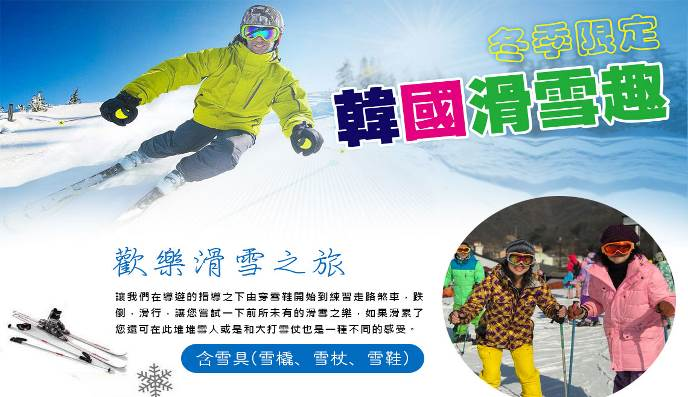 冬季限定
韓國滑雪趣
歡樂滑雪之旅
讓我們在導遊的指導之下由穿雪鞋開始到練習走路煞車，跌
倒，滑行，讓您嘗試一下前所未有的滑雪之樂，如果滑累了
您還可在此堆堆雪人或是和大打雪仗也是一種不同的感受。
含雪具(雪橇、雪杖、雪鞋)